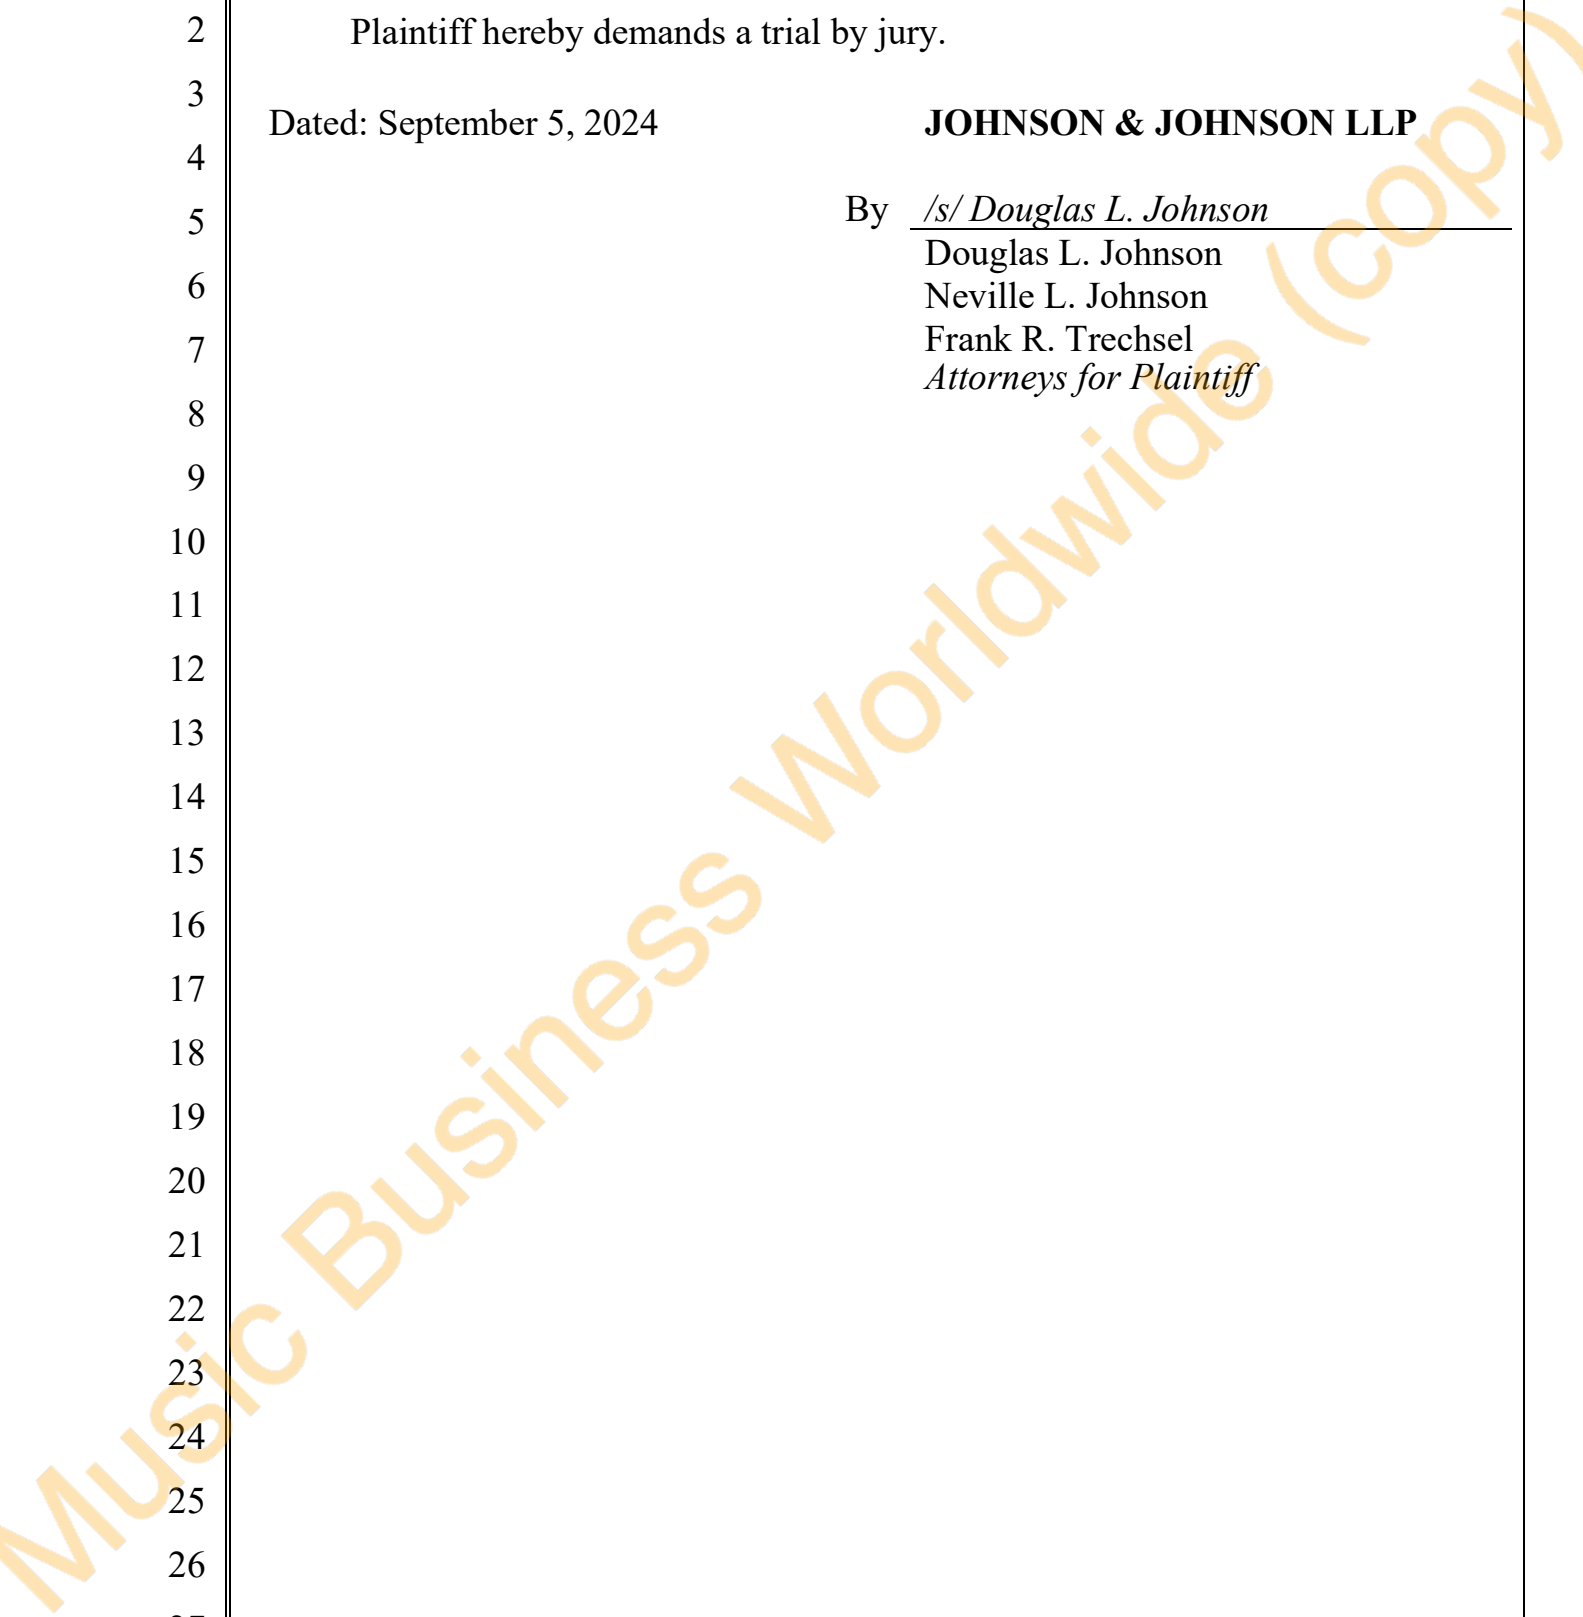 2 Plaintiff hereby demands a trial by jury.
3
Dated: September 5, 2024 JOHNSON & JOHNSON LLP
4
5 By /s/ Douglas L. Johnson
Douglas L. Johnson
6 Neville L. Johnson
7 Frank R. Trechsel
Attorneys for Plaintiff
8
9
10
11
12
13
14
15
16
17
18
19
20
21
22
23
24
25
26
Music Business Worldwide (copy)